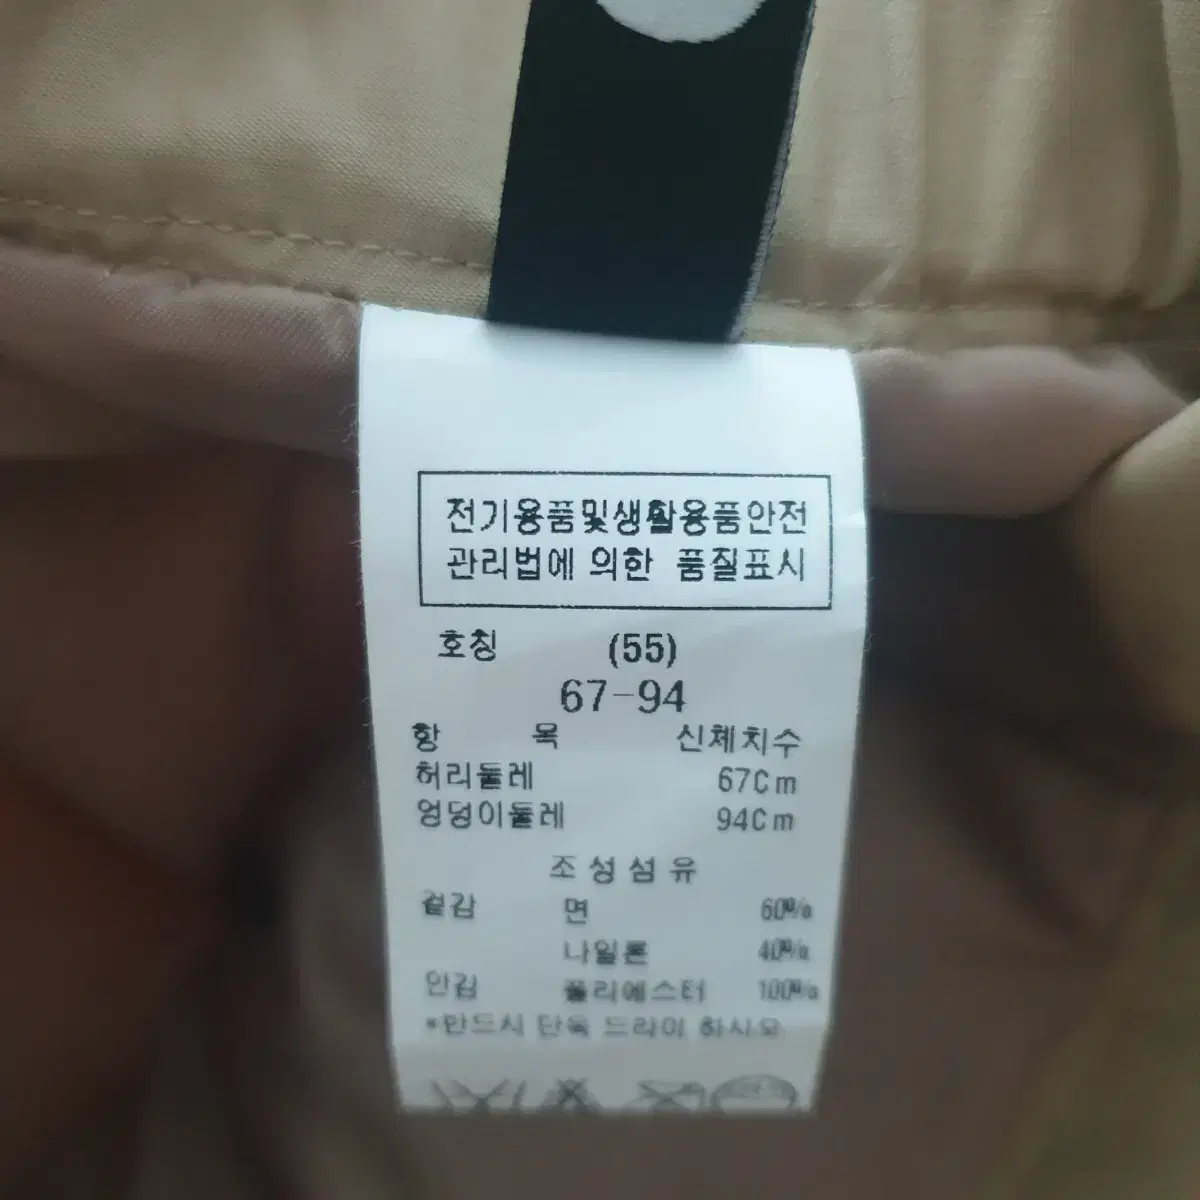 전기용품및생활용품안전
관리법에 의한 품질표시
호칭 (55)
67-94
항 목 신체치수
허리둘레 67Cm
엉덩이둘레 94Cm
조성섬유
겉감 면 60%
나일론 40%
안감 폴리에스터 100%
*반드시 단독 드라이 하시오